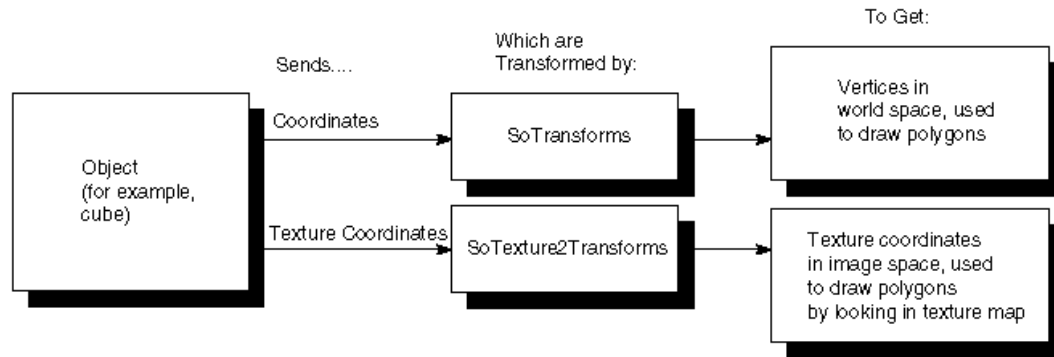 To Get:
Which are
Transformed by:
Sends....
Object
(for example,
cube)
Coordinates
SoTransforms
Vertices in
world space, used
to draw polygons
Texture Coordinates
SoTexture2Transforms
Texture coordinates
in image space, used
to draw polygons
by looking in texture map